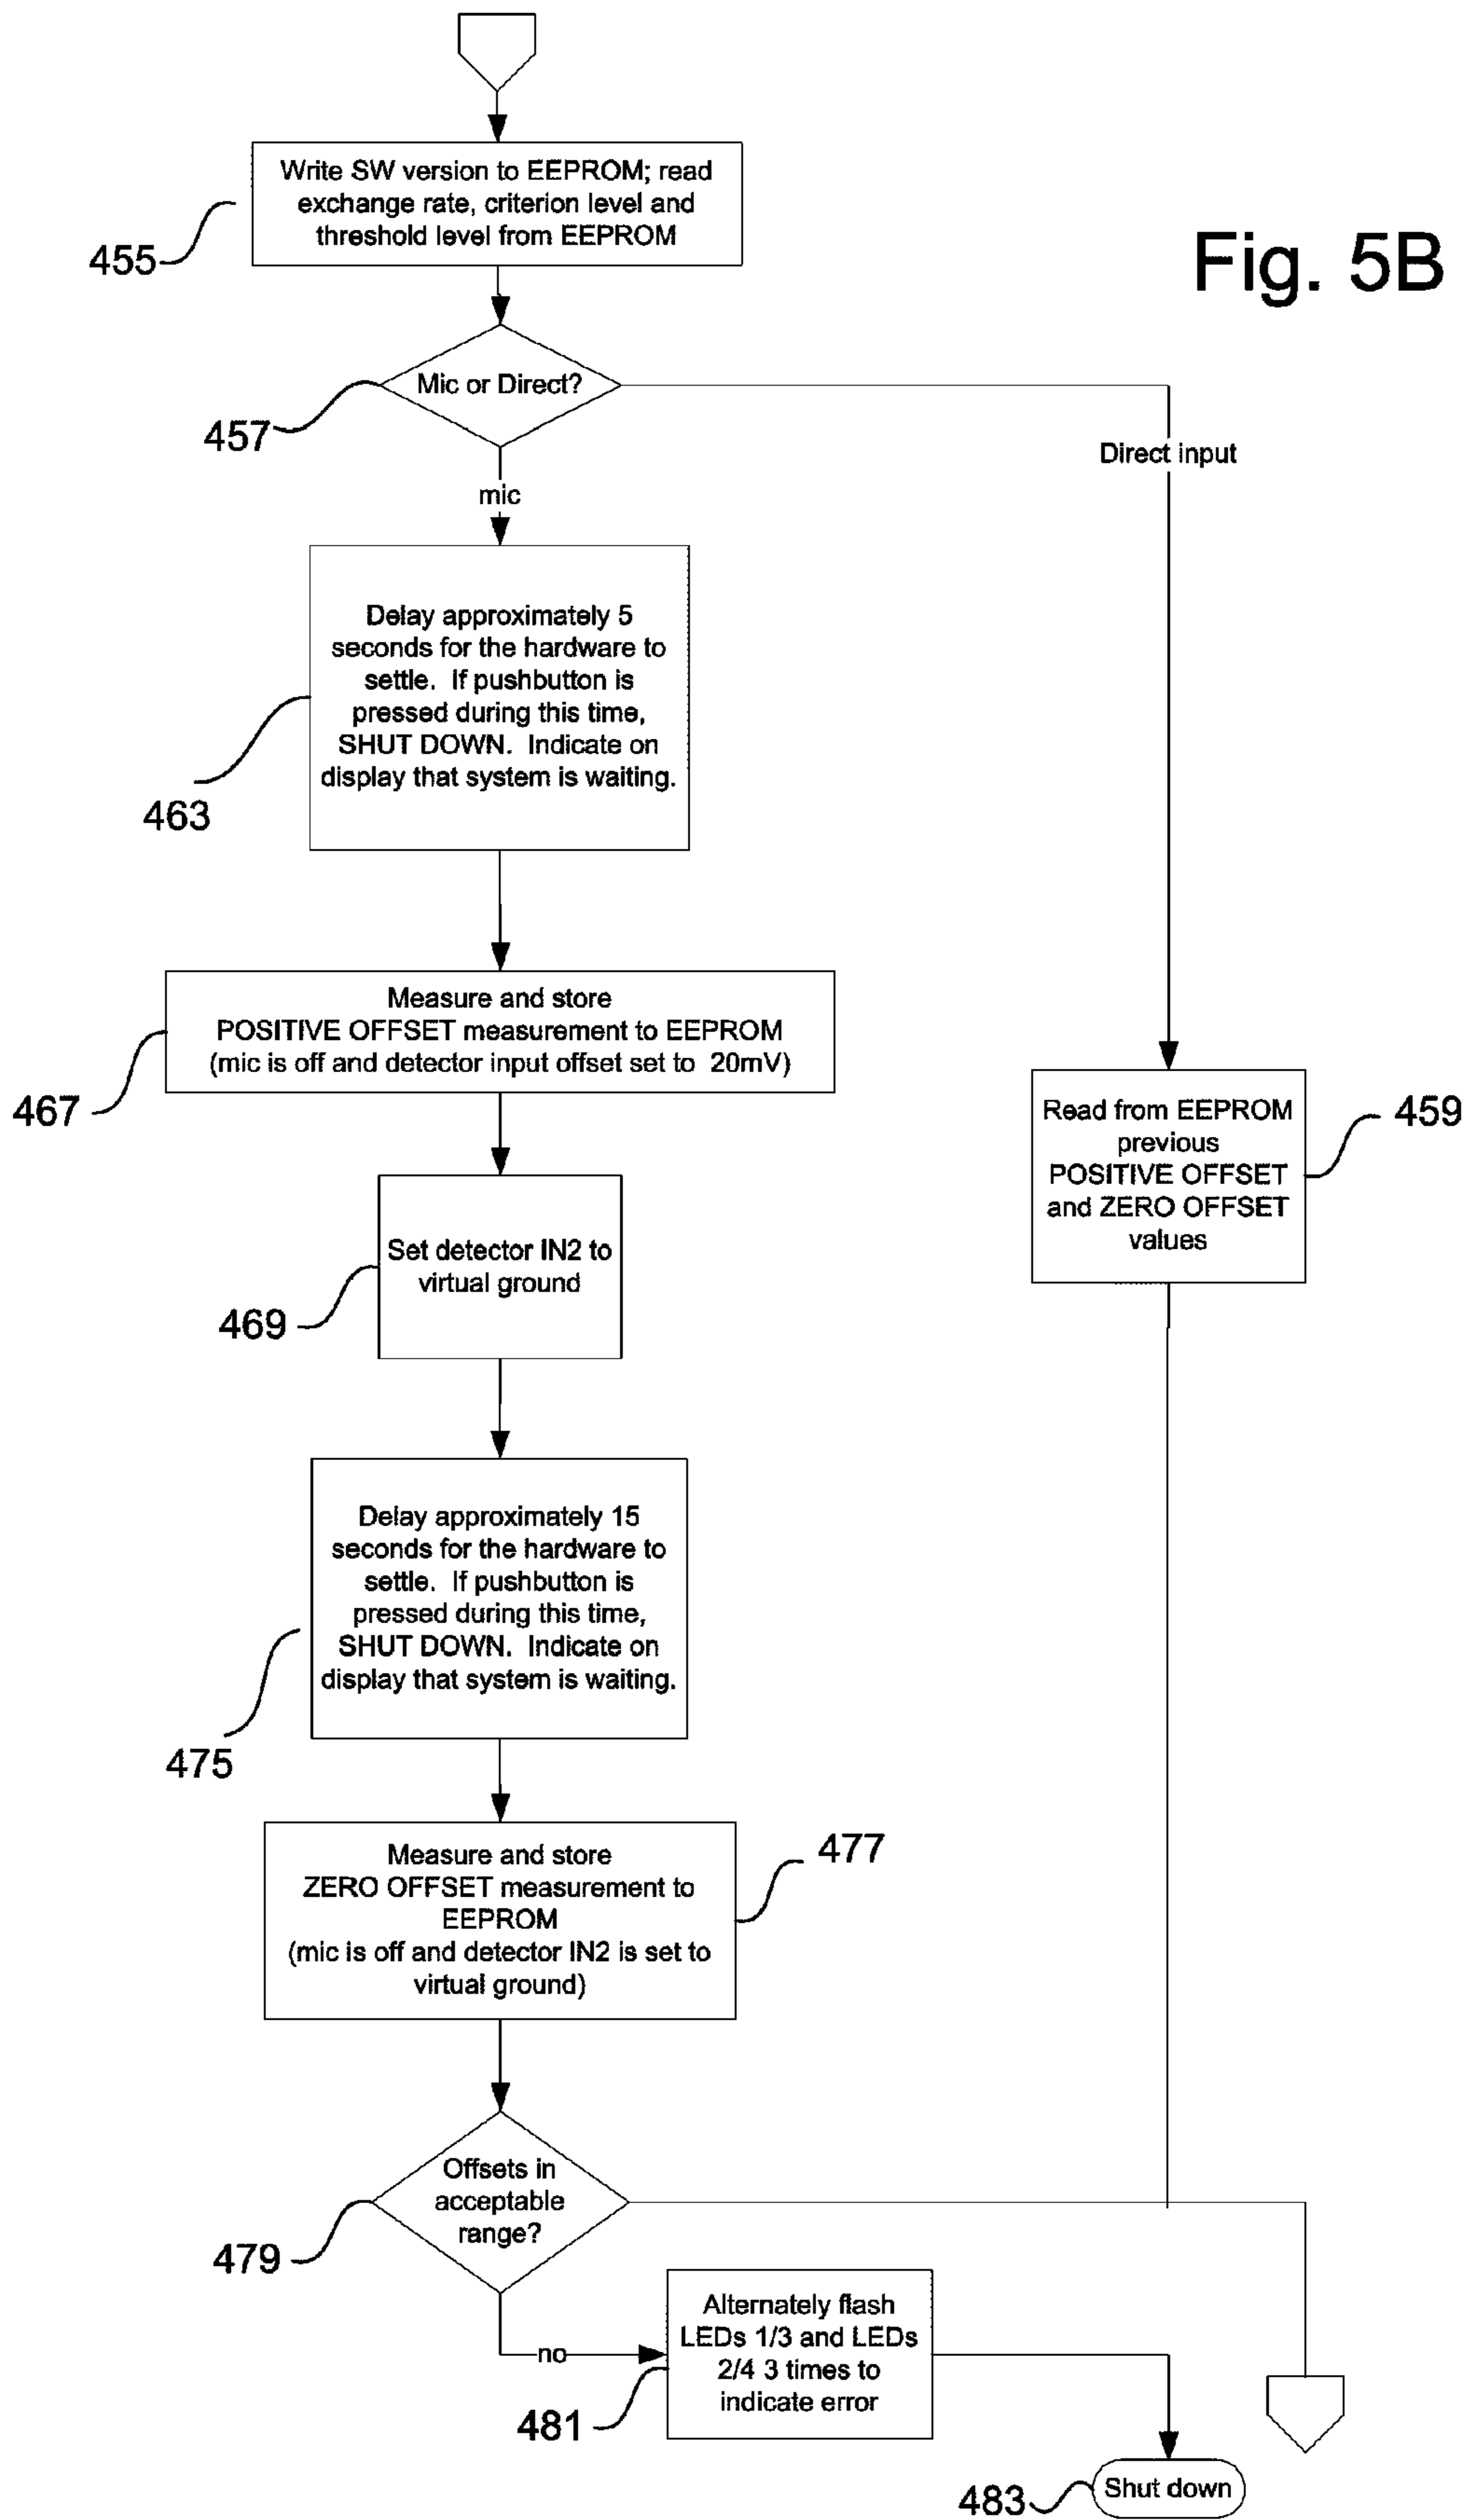 Write SW version to EEPROM; read
exchange rate, criterion level and
threshold level from EEPROM
455
Fig. 5B
Mic or Direct?
457
Direct input
mic
Delay approximately 5
seconds for the hardware to
settle. If pushbutton is
pressed during this time,
SHUT DOWN. Indicate on
display that system is waiting.
463
Measure and store
POSITIVE OFFSET measurement to EEPROM
(mic is off and detector input offset set to 20mV)
467
Read from EEPROM
previous
POSITIVE OFFSET
and ZERO OFFSET
values
459
Set detector IN2 to
virtual ground
469
Delay approximately 15
seconds for the hardware to
settle. If pushbutton is
pressed during this time,
SHUT DOWN. Indicate on
display that system is waiting.
475
Measure and store
ZERO OFFSET measurement to
EEPROM
(mic is off and detector IN2 is set to
virtual ground)
477
Offsets in
acceptable
range?
479
no
Alternately flash
LEDs 1/3 and LEDs
2/4 3 times to
indicate error
481
Shut down
483